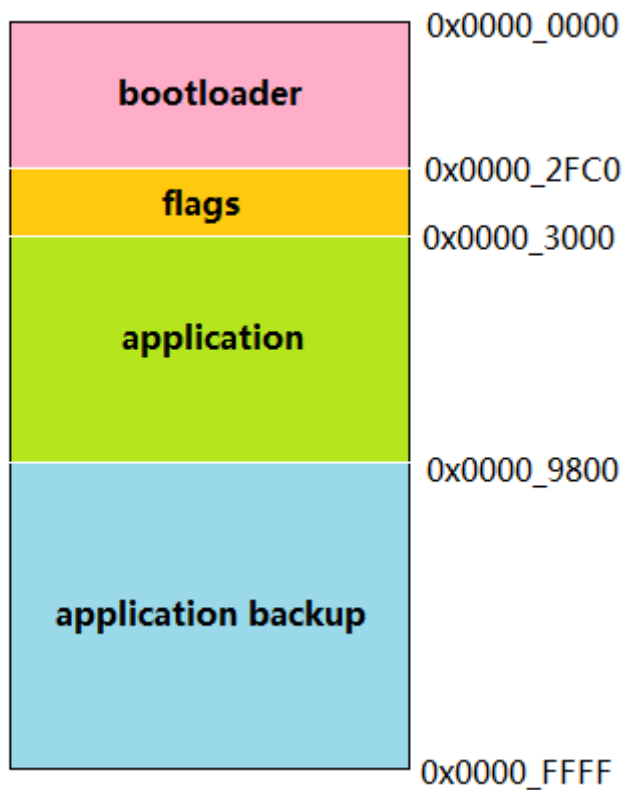 0x0000_0000
bootloader
0x0000_2FC0
flags
0x0000_3000
application
0x0000_9800
application backup
0x0000_FFFF